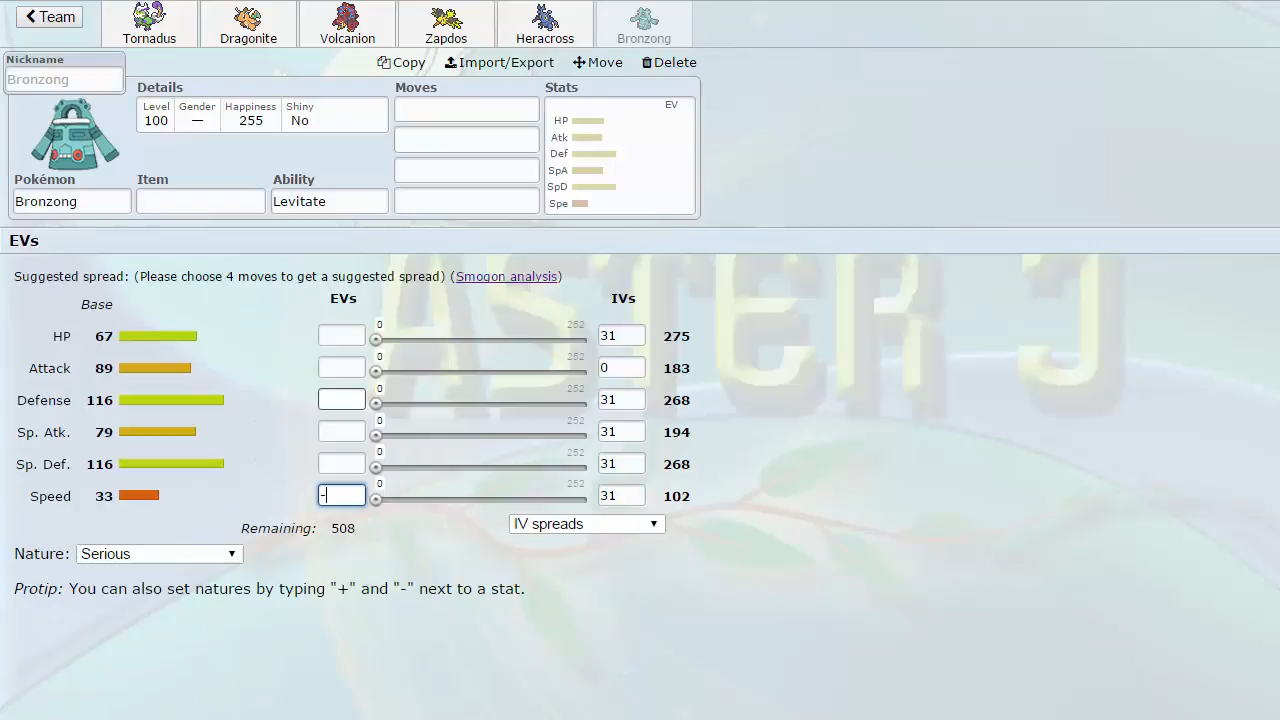 Team
Tornadus Dragonite Volcanion Zapdos Heracross Bronzong
Copy Import/Export Move Delete
Nickname
Bronzong
Details Moves Stats
Level Gender Happiness Shiny EV
100 — 255 No
HP
Atk
Def
SpA
SpD
Spe
Pokémon Item Ability
Bronzong Levitate
EVs
Suggested spread: (Please choose 4 moves to get a suggested spread) (Smogon analysis)
Base EVs IVs
HP 67 0 252 31 275
Attack 89 0 252 0 183
Defense 116 0 252 31 268
Sp. Atk. 79 0 252 31 194
Sp. Def. 116 0 252 31 268
Speed 33 - 0 252 31 102
Remaining: 508 IV spreads
Nature: Serious
Protip: You can also set natures by typing "+" and "-" next to a stat.
ASTER J